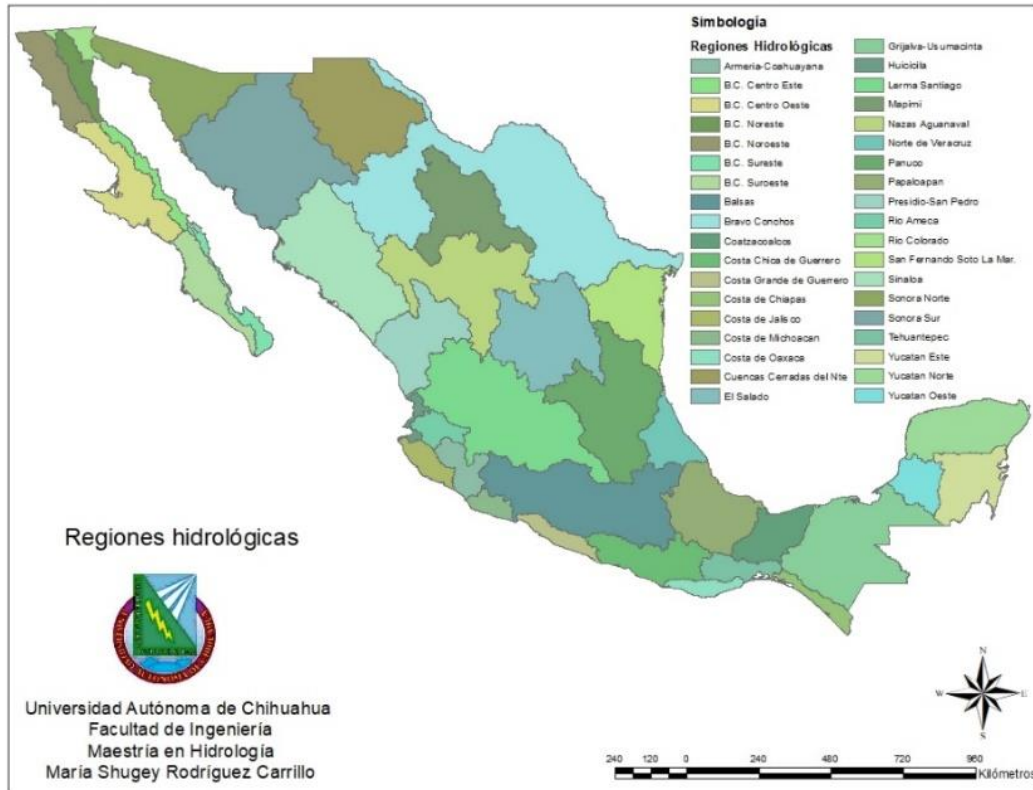 Simbología
Regiones Hidrológicas
Armeria-Coahuayana
B.C. Centro Este
B.C. Centro Oeste
B.C. Noreste
B.C. Noroeste
B.C. Sureste
B.C. Suroeste
Balsas
Bravo Conchos
Coatzacoalcos
Costa Chica de Guerrero
Costa Grande de Guerrero
Costa de Chiapas
Costa de Jalisco
Costa de Michoacan
Costa de Oaxaca
Cuencas Cerradas del Nte
El Salado
Grijalva-Usumacinta
Huicicila
Lerma Santiago
Mapimi
Nazas Aguanaval
Norte de Veracruz
Panuco
Papaloapan
Presidio-San Pedro
Rio Ameca
Rio Colorado
San Fernando Soto La Mar.
Sinaloa
Sonora Norte
Sonora Sur
Tehuantepec
Yucatan Este
Yucatan Norte
Yucatan Oeste
Regiones hidrológicas
Universidad Autónoma de Chihuahua
Facultad de Ingeniería
Maestría en Hidrología
María Shugey Rodríguez Carrillo
N
W E
S
240 120 0 240 480 720 960
Kilómetros